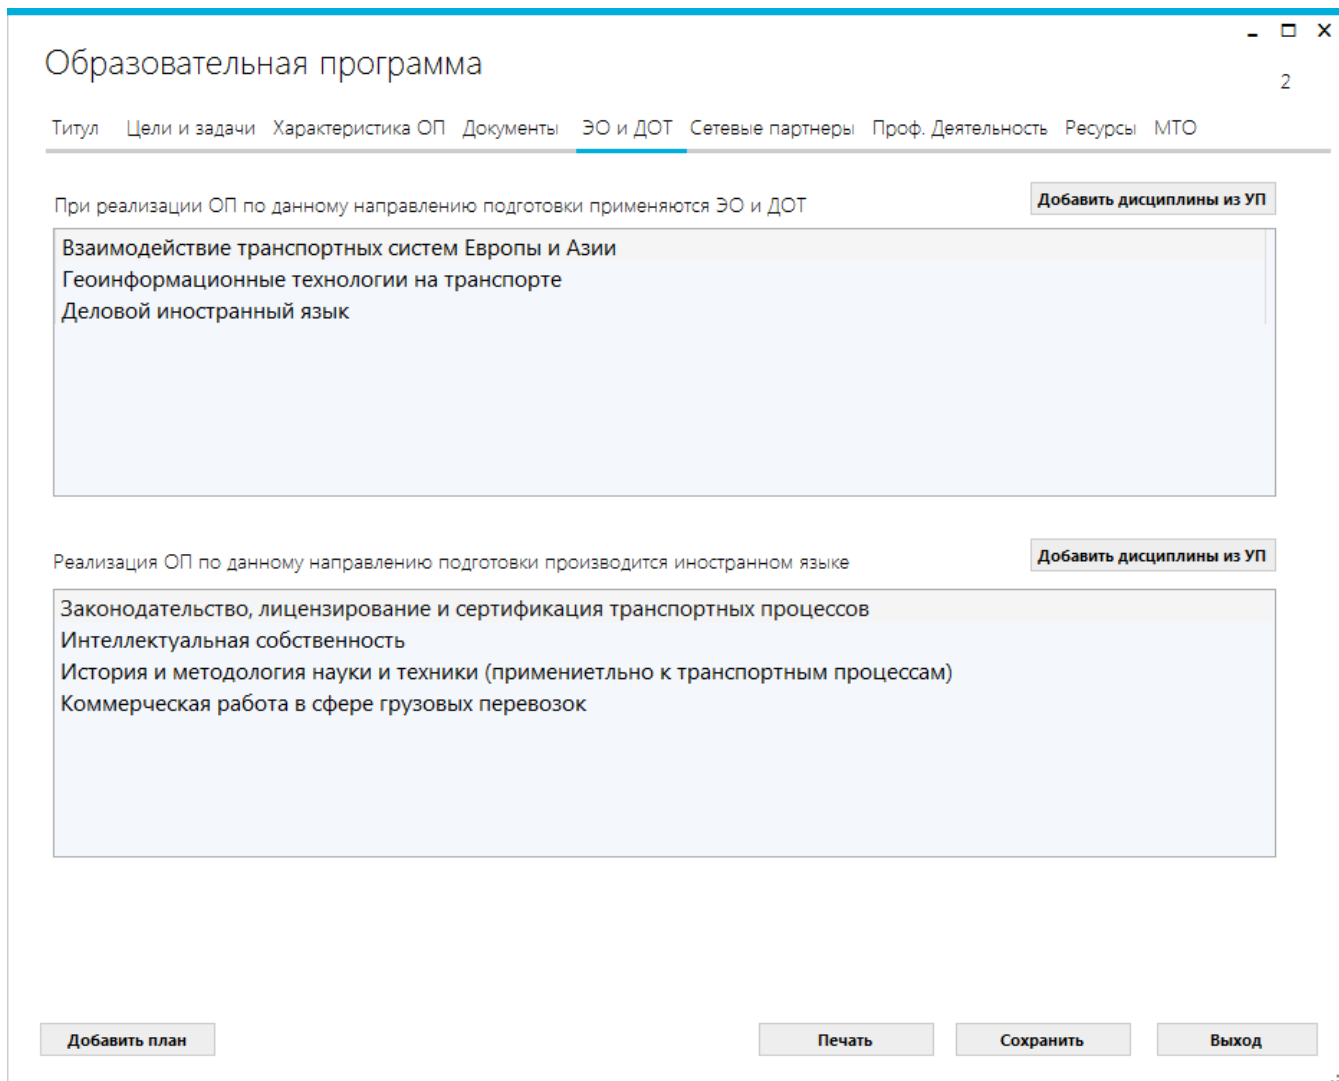 Образовательная программа
2
Титул Цели и задачи Характеристика ОП Документы ЭО и ДОТ Сетевые партнеры Проф. Деятельность Ресурсы МТО
При реализации ОП по данному направлению подготовки применяются ЭО и ДОТ
Добавить дисциплины из УП
Взаимодействие транспортных систем Европы и Азии
Геоинформационные технологии на транспорте
Деловой иностранный язык
Реализация ОП по данному направлению подготовки производится иностранном языке
Добавить дисциплины из УП
Законодательство, лицензирование и сертификация транспортных процессов
Интеллектуальная собственность
История и методология науки и техники (примениетльно к транспортным процессам)
Коммерческая работа в сфере грузовых перевозок
Добавить план
Печать
Сохранить
Выход